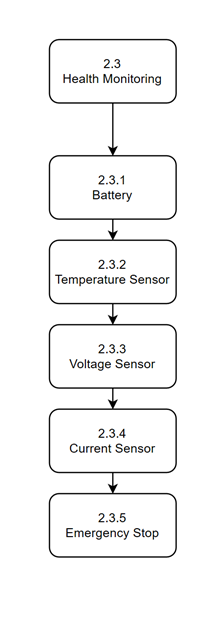 2.3
Health Monitoring
2.3.1
Battery
2.3.2
Temperature Sensor
2.3.3
Voltage Sensor
2.3.4
Current Sensor
2.3.5
Emergency Stop